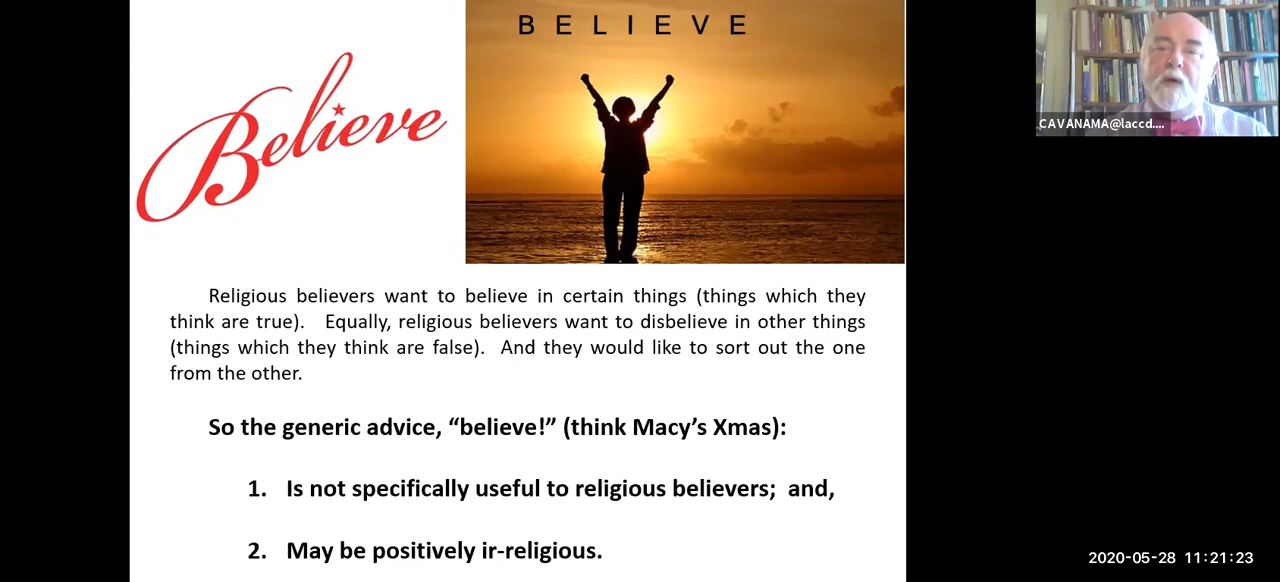 BELIEVE
Believe
CAVANAMA@laccd....
Religious believers want to believe in certain things (things which they
think are true). Equally, religious believers want to disbelieve in other things
(things which they think are false). And they would like to sort out the one
from the other.
So the generic advice, “believe!” (think Macy’s Xmas):
1. Is not specifically useful to religious believers; and,
2. May be positively ir-religious.
2020-05-28 11:21:23